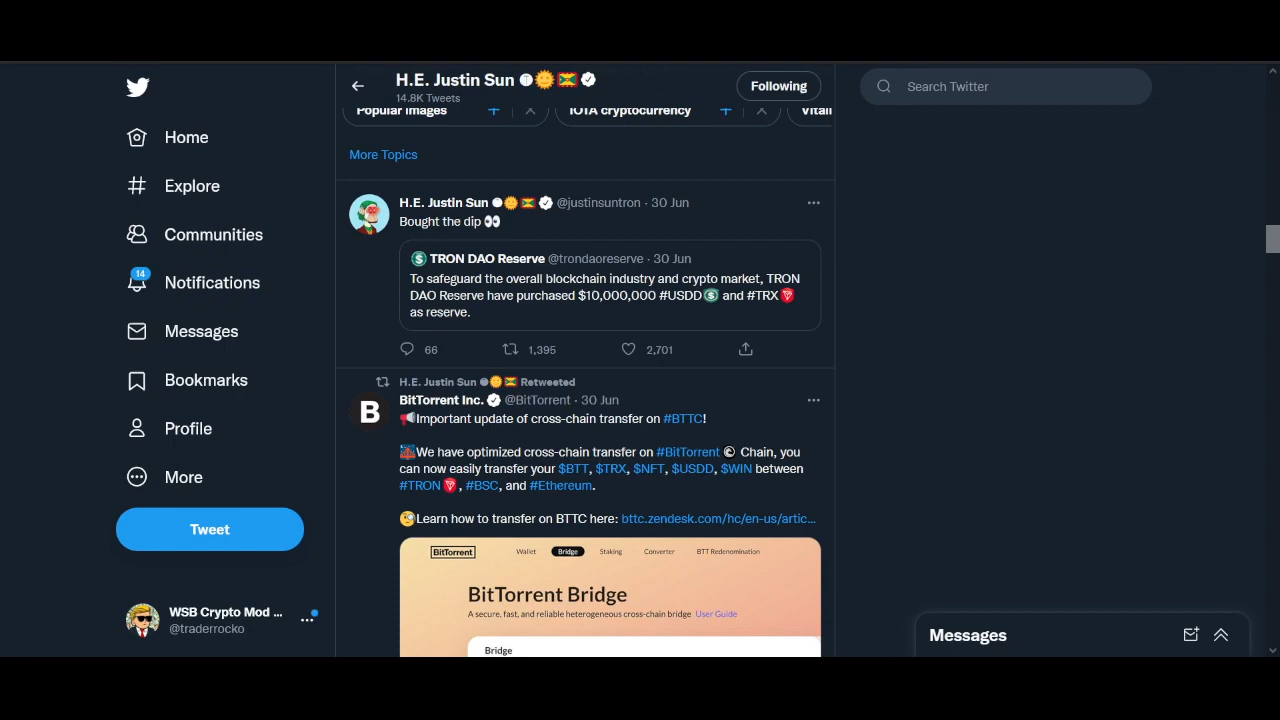 Home
Explore
Communities
14
Notifications
Messages
Bookmarks
Profile
More
Tweet
WSB Crypto Mod ...
@traderrocko
H.E. Justin Sun
14.8K Tweets
Following
Popular images
IOTA cryptocurrency
More Topics
H.E. Justin Sun @justinsuntron · 30 Jun
Bought the dip 👀
TRON DAO Reserve @trondaoreserve · 30 Jun
To safeguard the overall blockchain industry and crypto market, TRON
DAO Reserve have purchased $10,000,000 #USDD and #TRX
as reserve.
66 1,395 2,701
H.E. Justin Sun Retweeted
BitTorrent Inc. @BitTorrent · 30 Jun
📢Important update of cross-chain transfer on #BTTC!
We have optimized cross-chain transfer on #BitTorrent Chain, you
can now easily transfer your $BTT, $TRX, $NFT, $USDD, $WIN between
#TRON, #BSC, and #Ethereum.
🧐Learn how to transfer on BTTC here: bttc.zendesk.com/hc/en-us/artic...
BitTorrent Wallet Bridge Staking Converter BTT Redenomination
BitTorrent Bridge
A secure, fast, and reliable heterogeneous cross-chain bridge User Guide
Bridge
Search Twitter
Messages